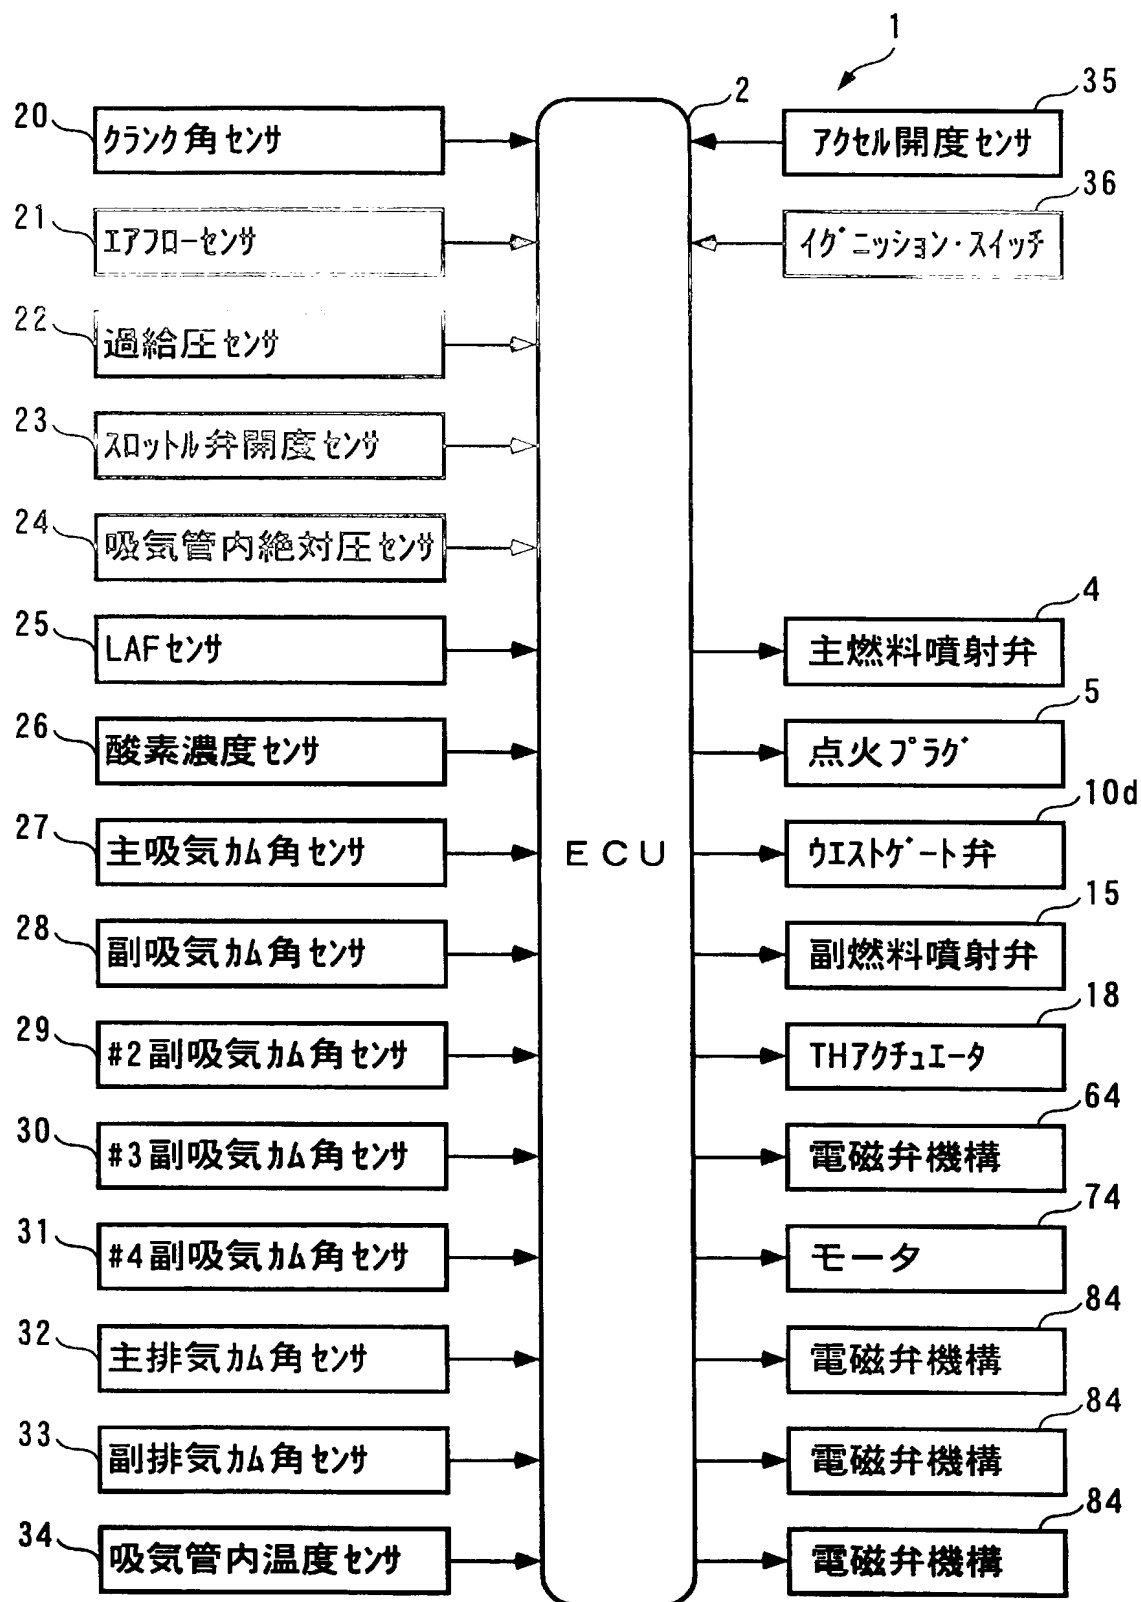 1
20
クランク角センサ
21
エアフローセンサ
22
過給圧センサ
23
スロットル弁開度センサ
24
吸気管内絶対圧センサ
25
LAFセンサ
26
酸素濃度センサ
27
主吸気カム角センサ
28
副吸気カム角センサ
29
#2副吸気カム角センサ
30
#3副吸気カム角センサ
31
#4副吸気カム角センサ
32
主排気カム角センサ
33
副排気カム角センサ
34
吸気管内温度センサ
2
ECU
35
アクセル開度センサ
36
イグニッション・スイッチ
4
主燃料噴射弁
5
点火プラグ
10d
ウエストゲート弁
15
副燃料噴射弁
18
THアクチュエータ
64
電磁弁機構
74
モータ
84
電磁弁機構
84
電磁弁機構
84
電磁弁機構